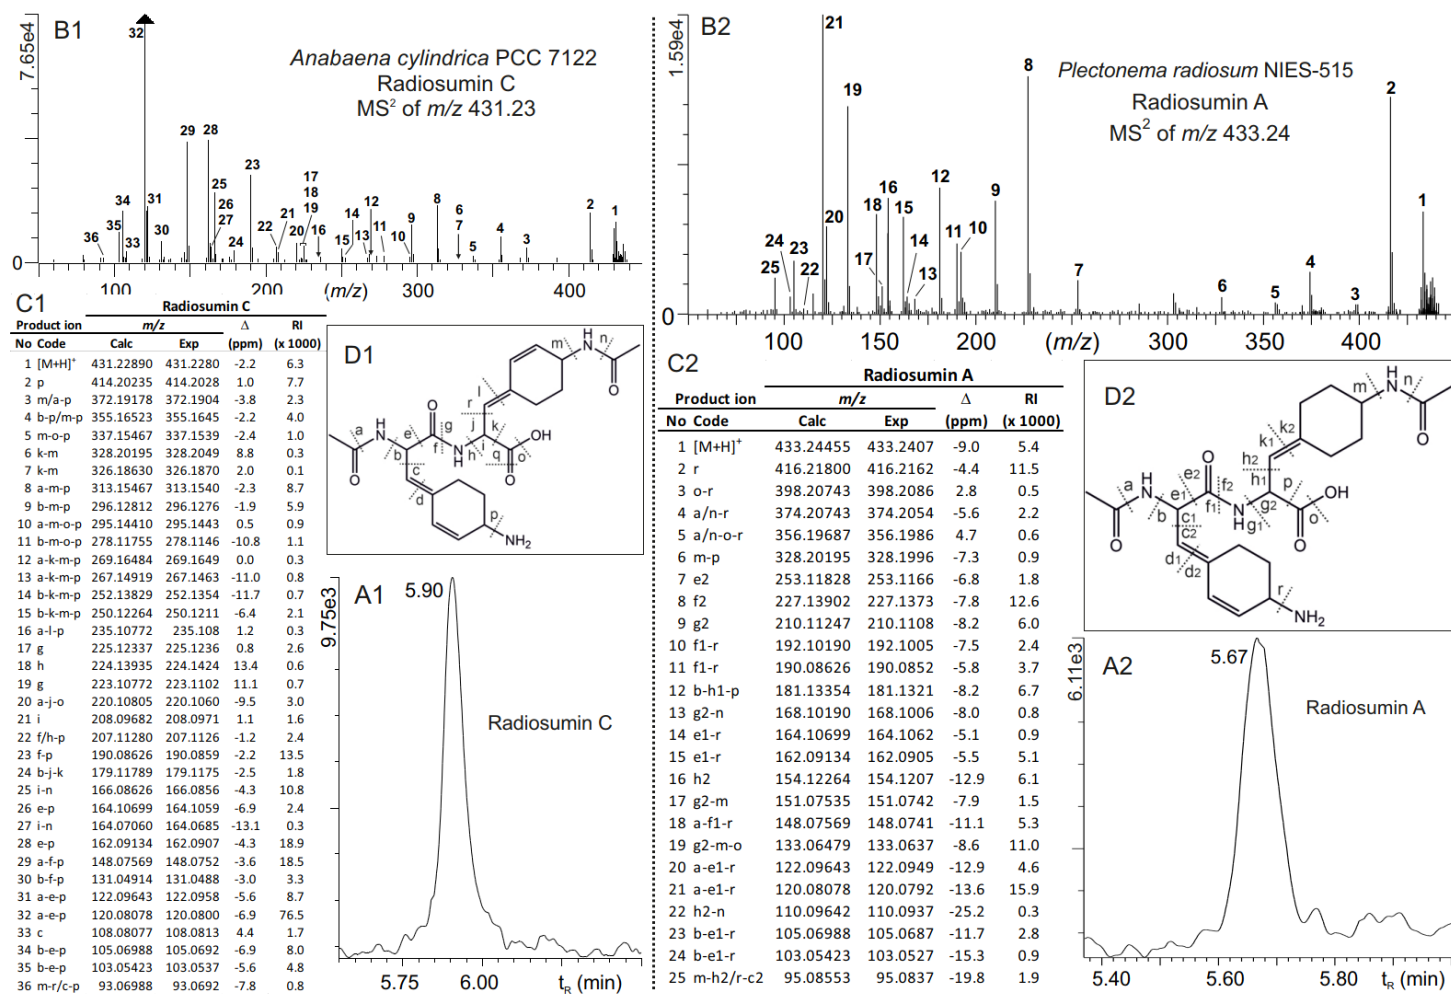 B1
7.65e4
0
Anabaena cylindrica PCC 7122
Radiosumin C
MS² of m/z 431.23
32
34
35
36
33
31
30
29
28
25
26
27
24
23
22
21
17
18
19
20
16
15
14
13
12
11
10
9
8
6
7
5
4
3
2
1
100
200
300
400
(m/z)
C1
Radiosumin C
Product ion m/z Δ RI
No Code Calc Exp (ppm) (x 1000)
1 [M+H]⁺ 431.22890 431.2280 -2.2 6.3
2 p 414.20235 414.2028 1.0 7.7
3 m/a-p 372.19178 372.1904 -3.8 2.3
4 b-p/m-p 355.16523 355.1645 -2.2 4.0
5 m-o-p 337.15467 337.1539 -2.4 1.0
6 k-m 328.20195 328.2049 8.8 0.3
7 k-m 326.18630 326.1870 2.0 0.1
8 a-m-p 313.15467 313.1540 -2.3 8.7
9 b-m-p 296.12812 296.1276 -1.9 5.9
10 a-m-o-p 295.14410 295.1443 0.5 0.9
11 b-m-o-p 278.11755 278.1146 -10.8 1.1
12 a-k-m-p 269.16484 269.1649 0.0 0.3
13 a-k-m-p 267.14919 267.1463 -11.0 0.8
14 b-k-m-p 252.13829 252.1354 -11.7 0.7
15 b-k-m-p 250.12264 250.1211 -6.4 2.1
16 a-l-p 235.10772 235.108 1.2 0.3
17 g 225.12337 225.1236 0.8 2.6
18 h 224.13935 224.1424 13.4 0.6
19 g 223.10772 223.1102 11.1 0.7
20 a-j-o 220.10805 220.1060 -9.5 3.0
21 i 208.09682 208.0971 1.1 1.6
22 f/h-p 207.11280 207.1126 -1.2 2.4
23 f-p 190.08626 190.0859 -2.2 13.5
24 b-j-k 179.11789 179.1175 -2.5 1.8
25 i-n 166.08626 166.0856 -4.3 10.8
26 e-p 164.10699 164.1059 -6.9 2.4
27 i-n 164.07060 164.0685 -13.1 0.3
28 e-p 162.09134 162.0907 -4.3 18.9
29 a-f-p 148.07569 148.0752 -3.6 18.5
30 b-f-p 131.04914 131.0488 -3.0 3.3
31 a-e-p 122.09643 122.0958 -5.6 8.7
32 a-e-p 120.08078 120.0800 -6.9 76.5
33 c 108.08077 108.0813 4.4 1.7
34 b-e-p 105.06988 105.0692 -6.9 8.0
35 b-e-p 103.05423 103.0537 -5.6 4.8
36 m-r/c-p 93.06988 93.0692 -7.8 0.8
D1
m
H
N
n
O
l
r
j
k
H
N
e
O
g
a
b
f
N
H
h
i
OH
q
o
O
c
O
d
p
NH₂
A1
9.75e3
5.90
Radiosumin C
5.75
6.00
tR (min)
B2
1.59e4
0
Plectonema radiosum NIES-515
Radiosumin A
MS² of m/z 433.24
21
19
20
24
23
25
22
18
17
16
15
14
13
12
11
10
9
8
7
6
5
4
3
2
1
100
150
200
250
(m/z)
300
350
400
C2
Radiosumin A
Product ion m/z Δ RI
No Code Calc Exp (ppm) (x 1000)
1 [M+H]⁺ 433.24455 433.2407 -9.0 5.4
2 r 416.21800 416.2162 -4.4 11.5
3 o-r 398.20743 398.2086 2.8 0.5
4 a/n-r 374.20743 374.2054 -5.6 2.2
5 a/n-o-r 356.19687 356.1986 4.7 0.6
6 m-p 328.20195 328.1996 -7.3 0.9
7 e2 253.11828 253.1166 -6.8 1.8
8 f2 227.13902 227.1373 -7.8 12.6
9 g2 210.11247 210.1108 -8.2 6.0
10 f1-r 192.10190 192.1005 -7.5 2.4
11 f1-r 190.08626 190.0852 -5.8 3.7
12 b-h1-p 181.13354 181.1321 -8.2 6.7
13 g2-n 168.10190 168.1006 -8.0 0.8
14 e1-r 164.10699 164.1062 -5.1 0.9
15 e1-r 162.09134 162.0905 -5.5 5.1
16 h2 154.12264 154.1207 -12.9 6.1
17 g2-m 151.07535 151.0742 -7.9 1.5
18 a-f1-r 148.07569 148.0741 -11.1 5.3
19 g2-m-o 133.06479 133.0637 -8.6 11.0
20 a-e1-r 122.09643 122.0949 -12.9 4.6
21 a-e1-r 120.08078 120.0792 -13.6 15.9
22 h2-n 110.09642 110.0937 -25.2 0.3
23 b-e1-r 105.06988 105.0687 -11.7 2.8
24 b-e1-r 103.05423 103.0527 -15.3 0.9
25 m-h2/r-c2 95.08553 95.0837 -19.8 1.9
D2
m
H
N
n
O
k1
k2
h2
h1
p
H
N
e2
O
a
e1
f2
b
f1
g2
N
H
g1
OH
o
O
c1
c2
O
d1
d2
r
NH₂
A2
6.11e3
5.67
Radiosumin A
5.40
5.60
5.80
tR (min)